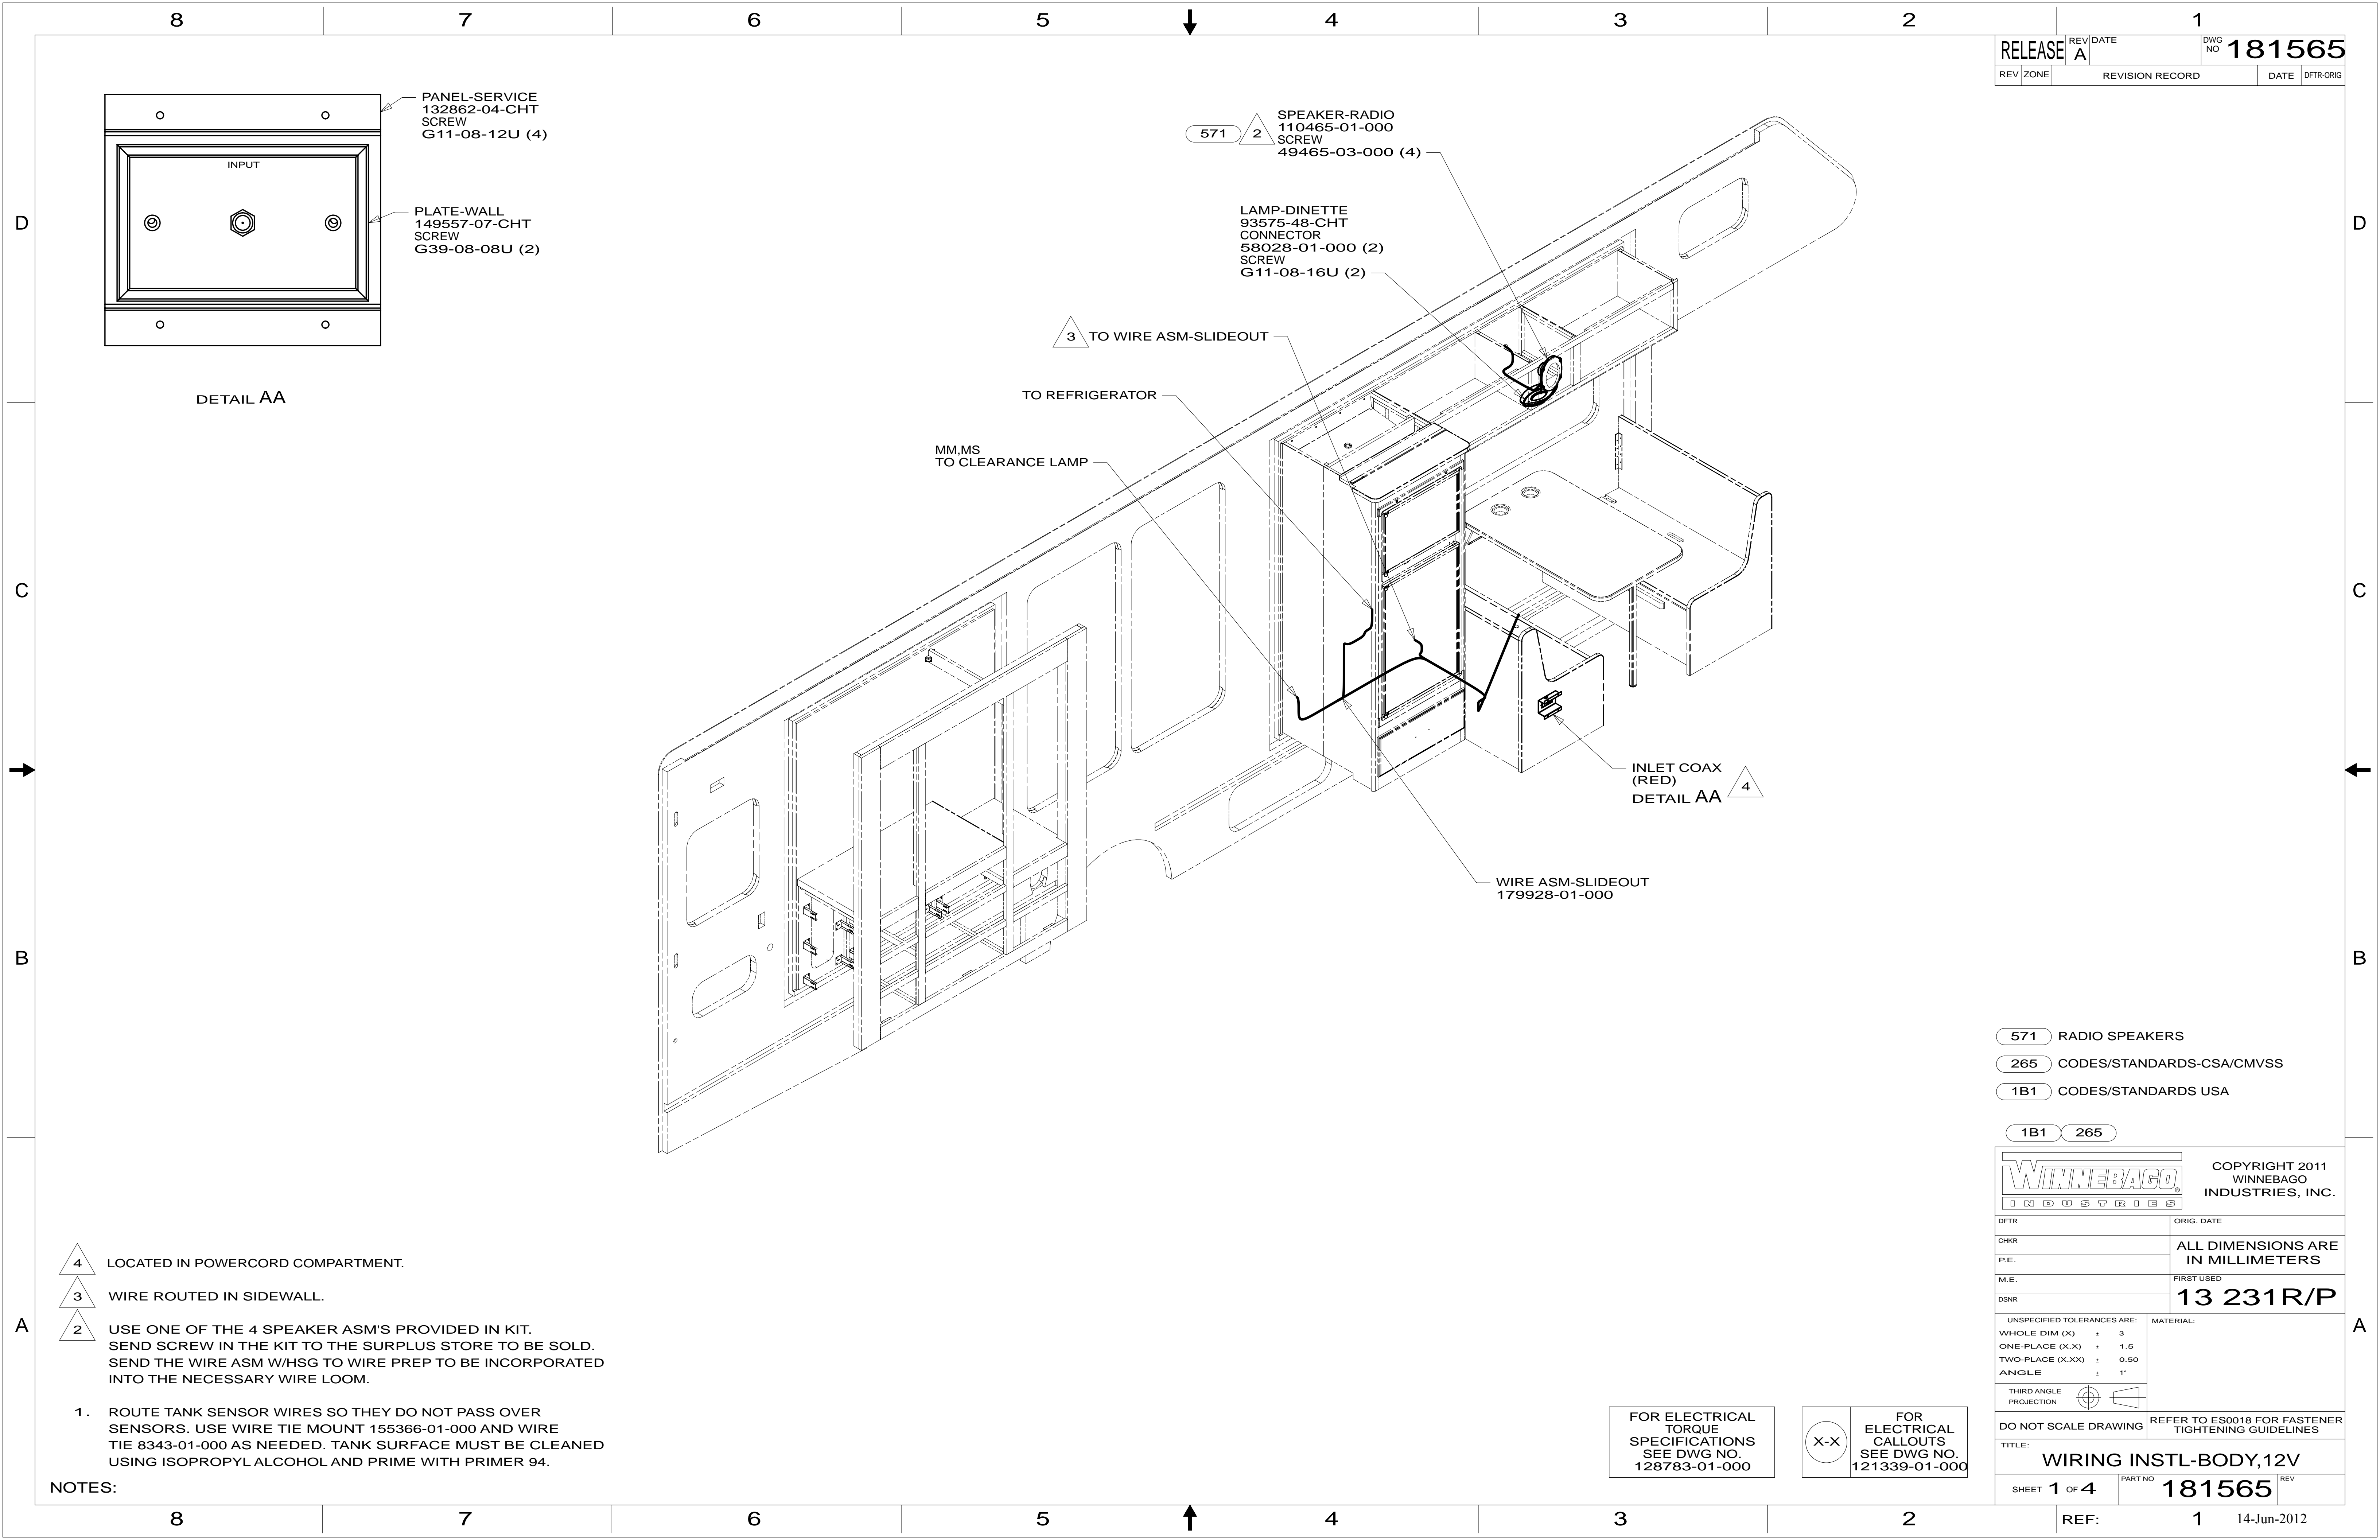 8 7 6 5 4 3 2 1
RELEASE
REV
A
DATE
DWG
NO
181565
REV ZONE REVISION RECORD DATE DFTR-ORIG
PANEL-SERVICE
132862-04-CHT
SCREW
G11-08-12U (4)
INPUT
PLATE-WALL
149557-07-CHT
SCREW
G39-08-08U (2)
DETAIL AA
571
2
SPEAKER-RADIO
110465-01-000
SCREW
49465-03-000 (4)
LAMP-DINETTE
93575-48-CHT
CONNECTOR
58028-01-000 (2)
SCREW
G11-08-16U (2)
3 TO WIRE ASM-SLIDEOUT
TO REFRIGERATOR
MM,MS
TO CLEARANCE LAMP
D D
C C
INLET COAX
(RED)
DETAIL AA
4
WIRE ASM-SLIDEOUT
179928-01-000
B B
571 RADIO SPEAKERS
265 CODES/STANDARDS-CSA/CMVSS
1B1 CODES/STANDARDS USA
1B1 265
WINNEBAGO
INDUSTRIES
®
COPYRIGHT 2011
WINNEBAGO
INDUSTRIES, INC.
DFTR
ORIG. DATE
CHKR
ALL DIMENSIONS ARE
IN MILLIMETERS
P.E.
M.E.
FIRST USED
13 231R/P
DSNR
UNSPECIFIED TOLERANCES ARE:
WHOLE DIM (X) ± 3
ONE-PLACE (X.X) ± 1.5
TWO-PLACE (X.XX) ± 0.50
ANGLE ± 1°
MATERIAL:
THIRD ANGLE
PROJECTION
DO NOT SCALE DRAWING
REFER TO ES0018 FOR FASTENER
TIGHTENING GUIDELINES
TITLE:
WIRING INSTL-BODY,12V
SHEET 1 OF 4
PART NO
181565
REV
A A
4 LOCATED IN POWERCORD COMPARTMENT.
3 WIRE ROUTED IN SIDEWALL.
2 USE ONE OF THE 4 SPEAKER ASM'S PROVIDED IN KIT.
SEND SCREW IN THE KIT TO THE SURPLUS STORE TO BE SOLD.
SEND THE WIRE ASM W/HSG TO WIRE PREP TO BE INCORPORATED
INTO THE NECESSARY WIRE LOOM.
1. ROUTE TANK SENSOR WIRES SO THEY DO NOT PASS OVER
SENSORS. USE WIRE TIE MOUNT 155366-01-000 AND WIRE
TIE 8343-01-000 AS NEEDED. TANK SURFACE MUST BE CLEANED
USING ISOPROPYL ALCOHOL AND PRIME WITH PRIMER 94.
NOTES:
FOR ELECTRICAL
TORQUE
SPECIFICATIONS
SEE DWG NO.
128783-01-000
X-X
FOR
ELECTRICAL
CALLOUTS
SEE DWG NO.
121339-01-000
8 7 6 5 4 3 2 1
REF:
14-Jun-2012